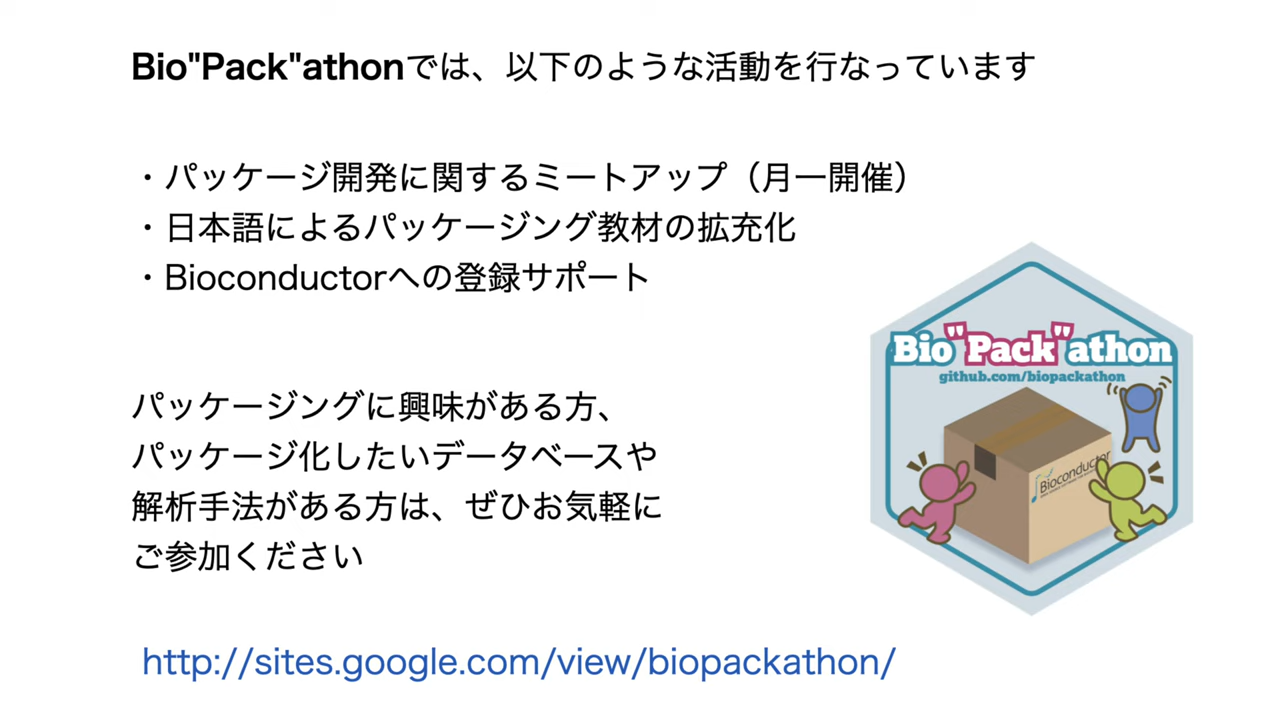 Bio"Pack"athonでは、以下のような活動を行なっています
・パッケージ開発に関するミートアップ（月一開催）
・日本語によるパッケージング教材の拡充化
・Bioconductorへの登録サポート
パッケージングに興味がある方、
パッケージ化したいデータベースや
解析手法がある方は、ぜひお気軽に
ご参加ください
Bio"Pack"athon
github.com/biopackathon
Bioconductor
http://sites.google.com/view/biopackathon/